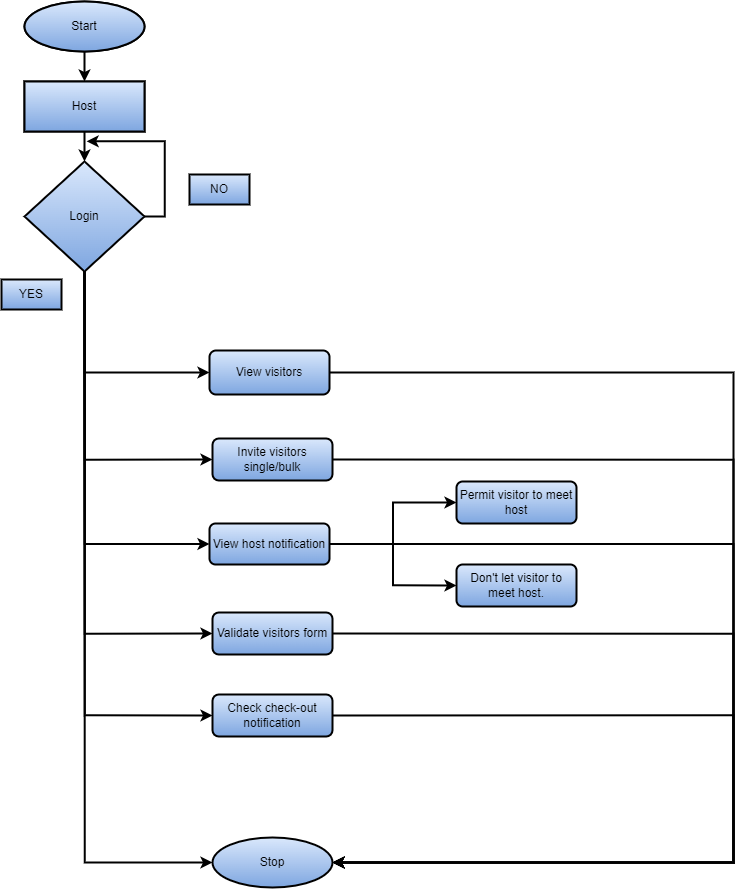 Start
Host
Login
NO
YES
View visitors
Invite visitors
single/bulk
Permit visitor to meet
host
View host notification
Don't let visitor to
meet host.
Validate visitors form
Check check-out
notification
Stop